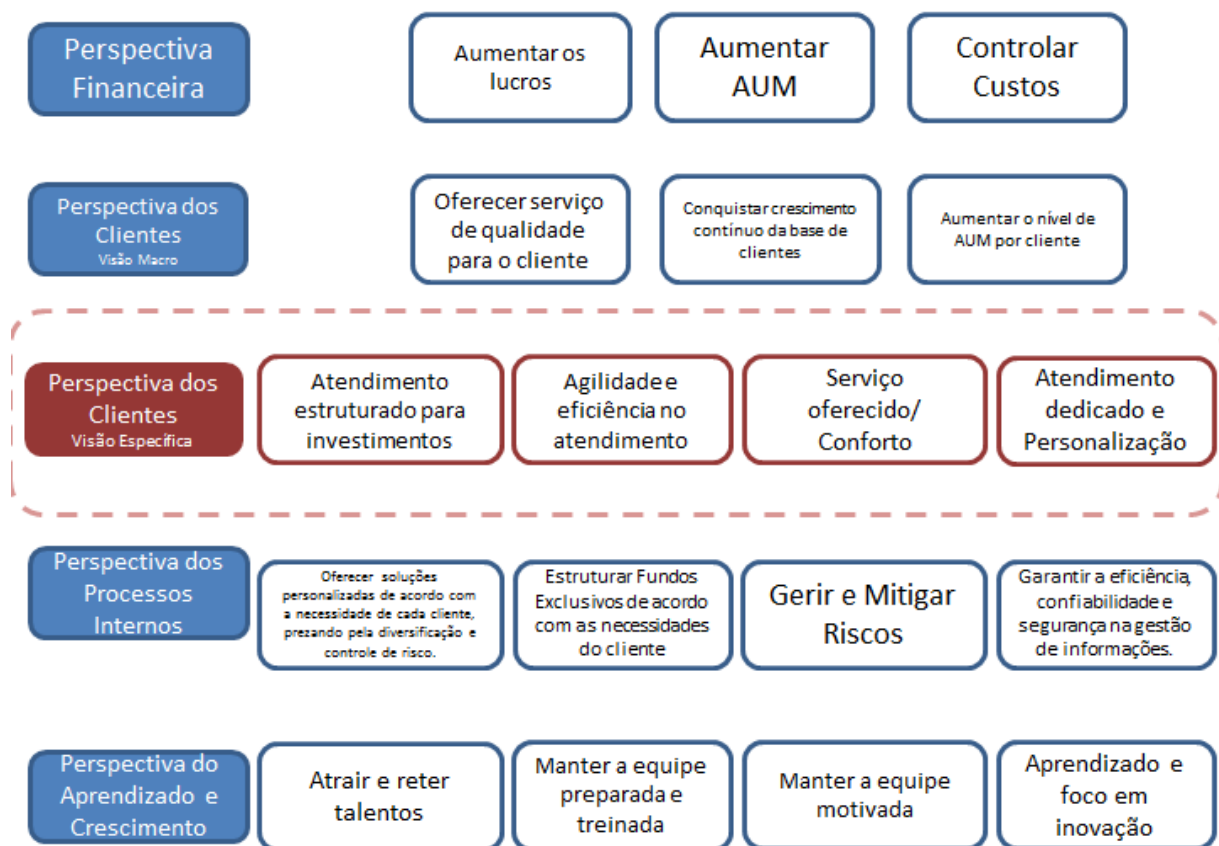 Perspectiva
Financeira
Aumentar os
lucros
Aumentar
AUM
Controlar
Custos
Perspectiva dos
Clientes
Visão Macro
Oferecer serviço
de qualidade
para o cliente
Conquistar crescimento
contínuo da base de
clientes
Aumentar o nível de
AUM por cliente
Perspectiva dos
Clientes
Visão Específica
Atendimento
estruturado para
investimentos
Agilidade e
eficiência no
atendimento
Serviço
oferecido/
Conforto
Atendimento
dedicado e
Personalização
Perspectiva dos
Processos
Internos
Oferecer soluções
personalizadas de acordo com
a necessidade de cada cliente,
prezando pela diversificação e
controle de risco.
Estruturar Fundos
Exclusivos de acordo
com as necessidades
do cliente
Gerir e Mitigar
Riscos
Garantir a eficiência,
confiabilidade e
segurança na gestão
de informações.
Perspectiva do
Aprendizado e
Crescimento
Atrair e reter
talentos
Manter a equipe
preparada e
treinada
Manter a equipe
motivada
Aprendizado e
foco em
inovação